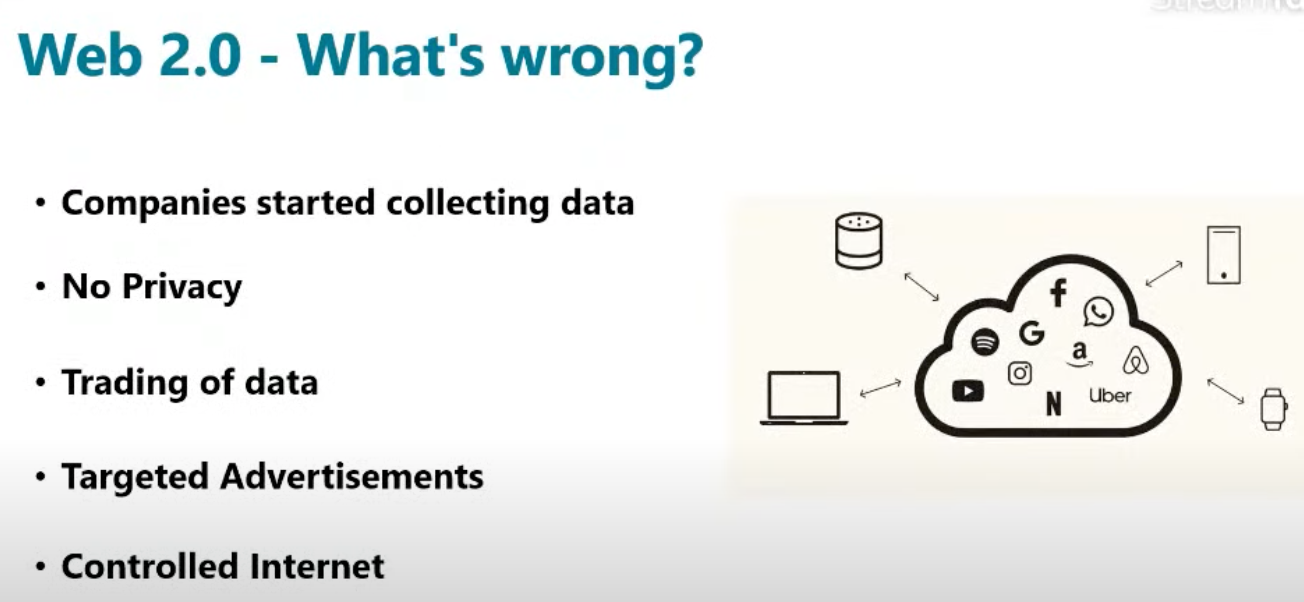 Web 2.0 - What's wrong?
• Companies started collecting data
• No Privacy
• Trading of data
• Targeted Advertisements
• Controlled Internet
f
G
a
N
Uber